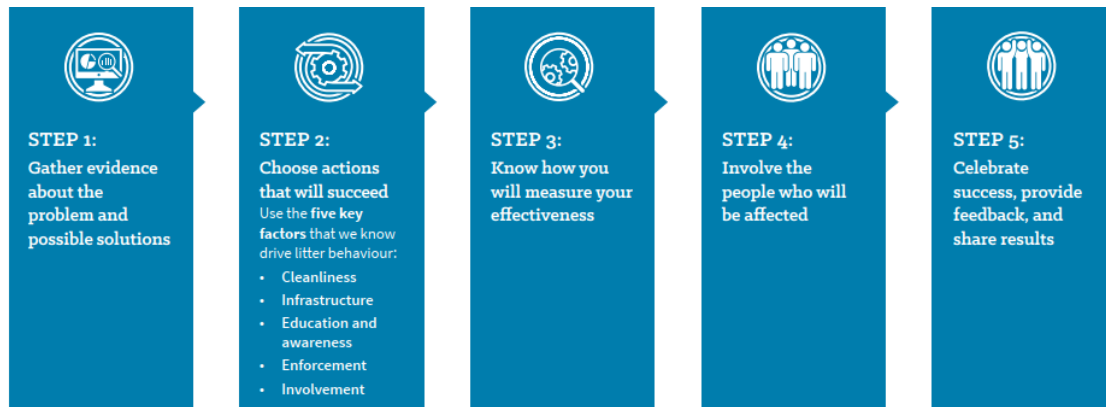 STEP 1:
Gather evidence
about the
problem and
possible solutions
STEP 2:
Choose actions
that will succeed
Use the five key
factors that we know
drive litter behaviour:
• Cleanliness
• Infrastructure
• Education and
awareness
• Enforcement
• Involvement
STEP 3:
Know how you
will measure your
effectiveness
STEP 4:
Involve the
people who will
be affected
STEP 5:
Celebrate
success, provide
feedback, and
share results